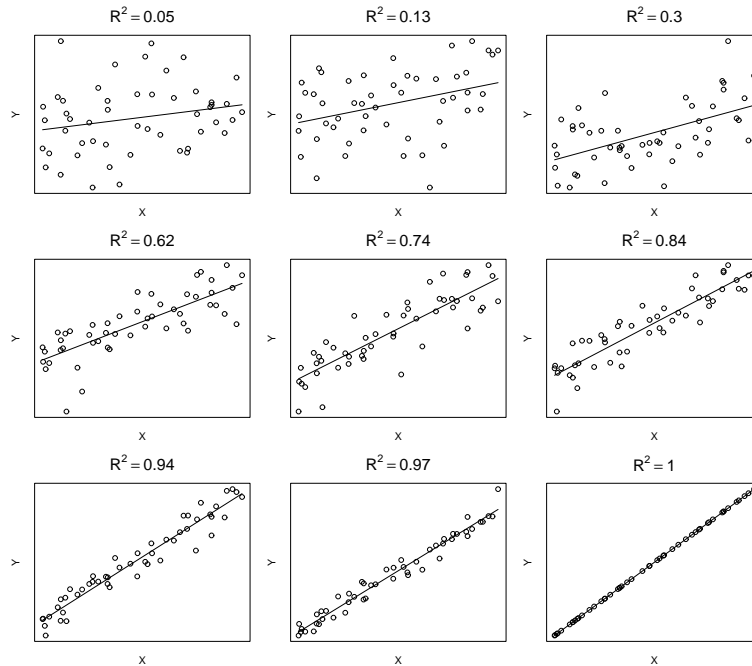 R² = 0.05
R² = 0.13
R² = 0.3
Y
Y
Y
X
X
X
R² = 0.62
R² = 0.74
R² = 0.84
Y
Y
Y
X
X
X
R² = 0.94
R² = 0.97
R² = 1
Y
Y
Y
X
X
X